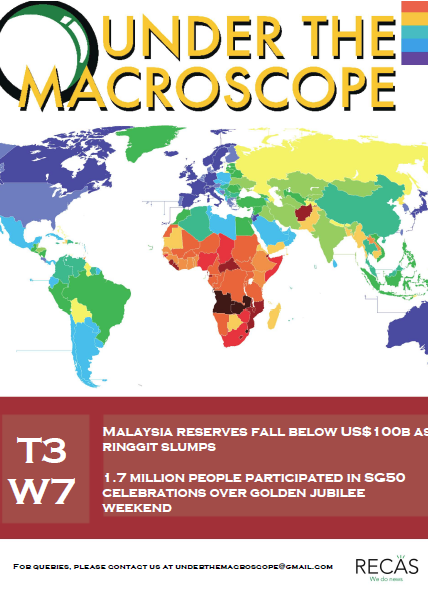 UNDER THE
MACROSCOPE
T3
W7
MALAYSIA RESERVES FALL BELOW US$100B AS
RINGGIT SLUMPS
1.7 MILLION PEOPLE PARTICIPATED IN SG50
CELEBRATIONS OVER GOLDEN JUBILEE
WEEKEND
FOR QUERIES, PLEASE CONTACT US AT UNDERTHEMACROSCOPE@GMAIL.COM
RECAS
We do news